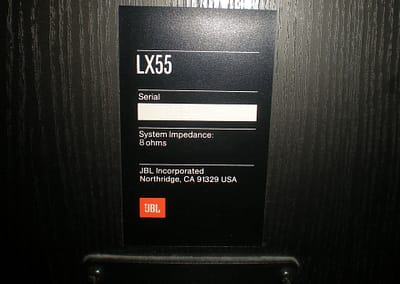 LX55
Serial
System Impedance:
8 ohms
JBL Incorporated
Northridge, CA 91329 USA
JBL